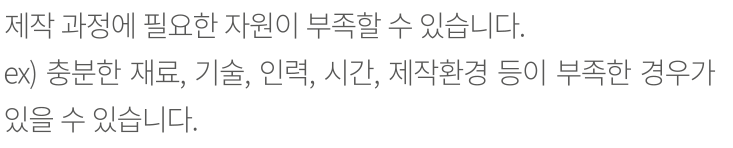 제작 과정에 필요한 자원이 부족할 수 있습니다.
ex) 충분한 재료, 기술, 인력, 시간, 제작환경 등이 부족한 경우가
있을 수 있습니다.